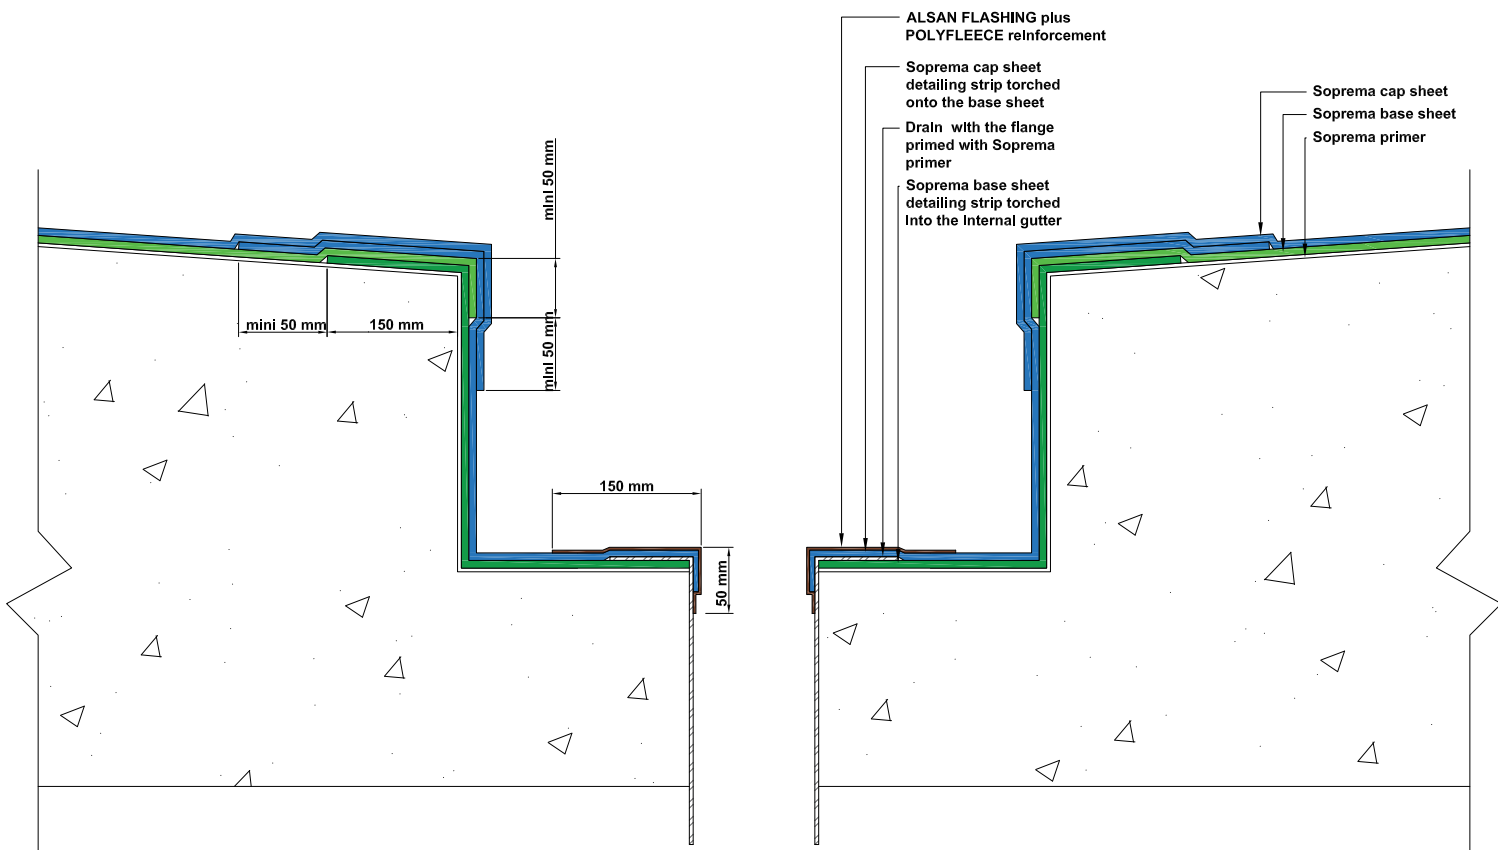 ALSAN FLASHING plus
POLYFLEECE reinforcement
Soprema cap sheet
detailing strip torched
onto the base sheet
Drain with the flange
primed with Soprema
primer
Soprema base sheet
detailing strip torched
Into the Internal gutter
Soprema cap sheet
Soprema base sheet
Soprema primer
mini 50 mm
mini 50 mm
mini 50 mm
150 mm
150 mm
50 mm